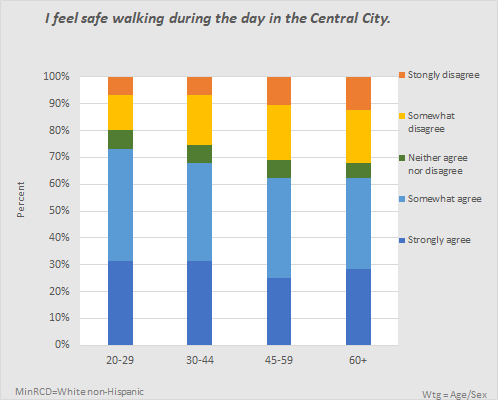 I feel safe walking during the day in the Central City.
100%
90%
80%
70%
60%
50%
40%
30%
20%
10%
0%
Percent
20-29
30-44
45-59
60+
Stongly disagree
Somewhat
disagree
Neither agree
nor disagree
Somewhat agree
Strongly agree
MinRCD=White non-Hispanic
Wtg = Age/Sex